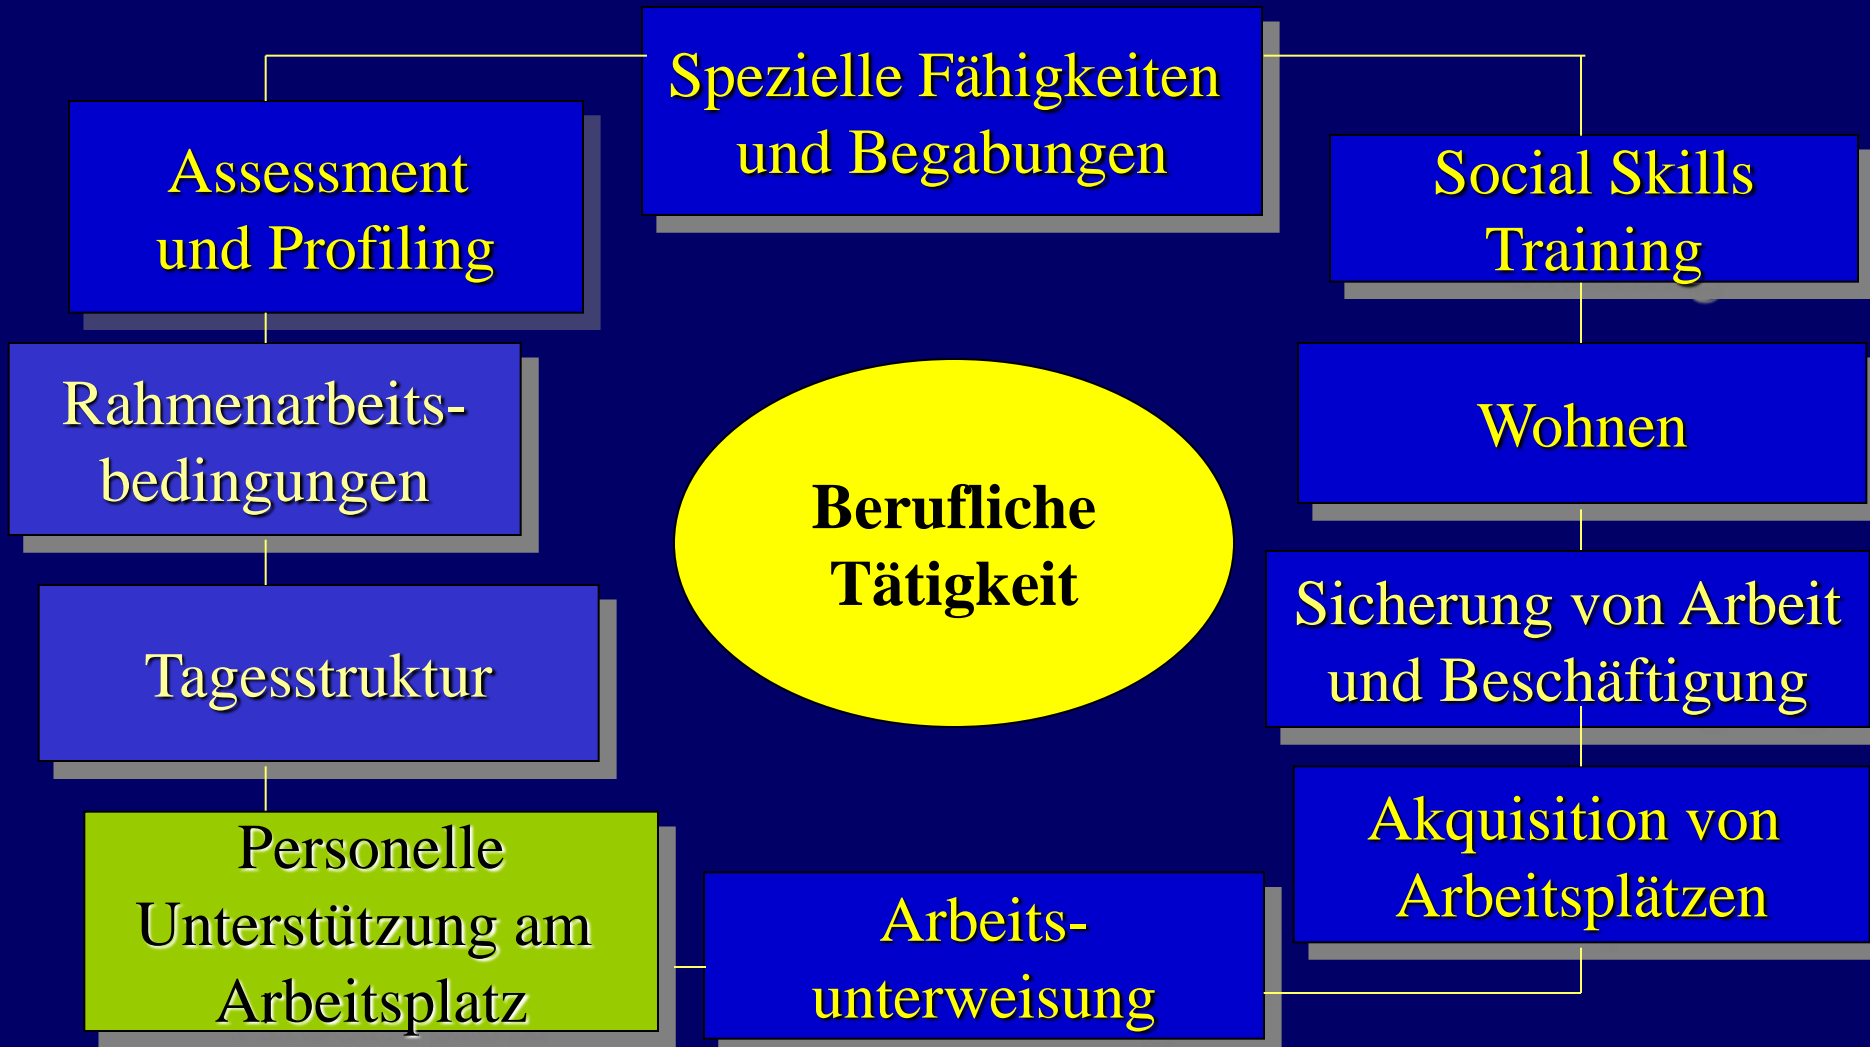 Spezielle Fähigkeiten
und Begabungen
Assessment
und Profiling
Social Skills
Training
Rahmenarbeits-
bedingungen
Wohnen
Berufliche
Tätigkeit
Tagesstruktur
Sicherung von Arbeit
und Beschäftigung
Personelle
Unterstützung am
Arbeitsplatz
Arbeits-
unterweisung
Akquisition von
Arbeitsplätzen